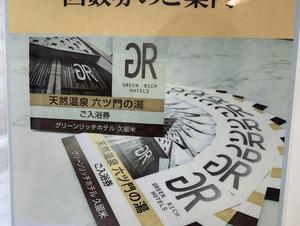 回数券のご案内
GR
GREEN RICH
HOTELS
天然温泉 六ツ門の湯
ご入浴券
グリーンリッチホテル 久留米
GR
GREEN RICH
HOTELS
天然温泉 六ツ門の湯
ご入浴券
グリーンリッチホテル 久留米